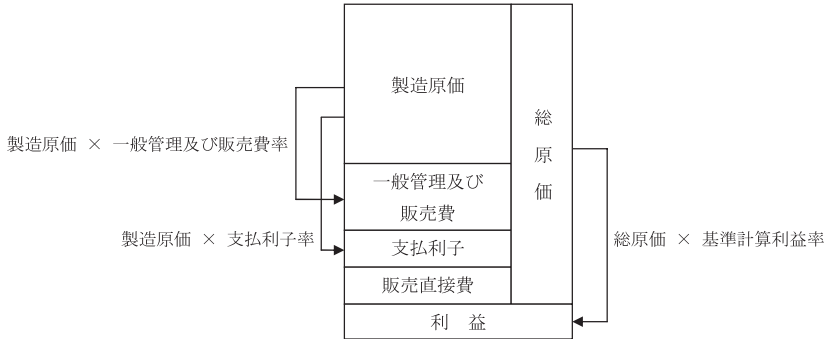 製造原価
総原価
製造原価 × 一般管理及び販売費率
一般管理及び
販売費
製造原価 × 支払利子率
支払利子
総原価 × 基準計算利益率
販売直接費
利 益